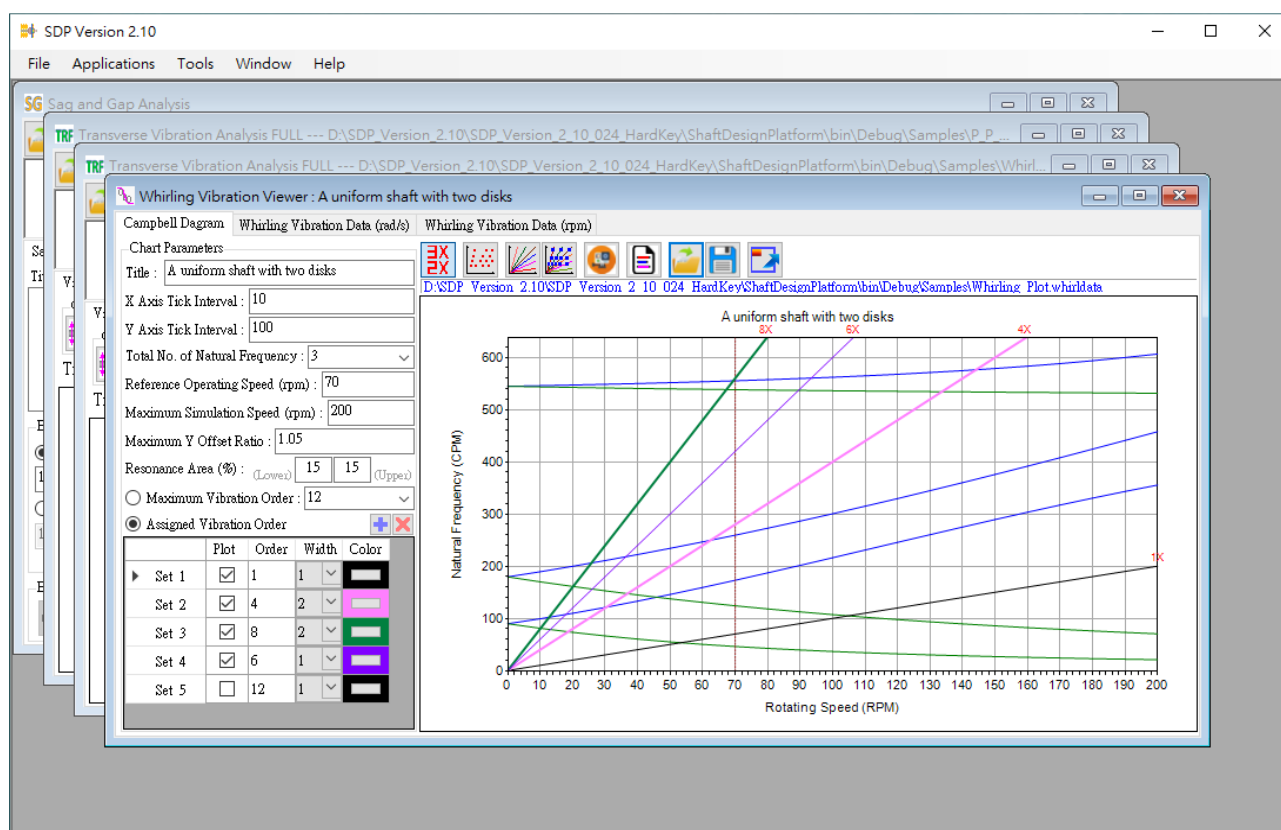 SDP Version 2.10
File Applications Tools Window Help
SG Sag and Gap Analysis
TRF Transverse Vibration Analysis FULL --- D:\SDP_Version_2.10\SDP_Version_2_10_024_HardKey\ShaftDesignPlatform\bin\Debug\Samples\P_P_...
TRF Transverse Vibration Analysis FULL --- D:\SDP_Version_2.10\SDP_Version_2_10_024_HardKey\ShaftDesignPlatform\bin\Debug\Samples\Whirl...
Whirling Vibration Viewer : A uniform shaft with two disks
Campbell Dagram Whirling Vibration Data (rad/s) Whirling Vibration Data (rpm)
Chart Parameters
Title : A uniform shaft with two disks
X Axis Tick Interval : 10
Y Axis Tick Interval : 100
Total No. of Natural Frequency : 3
Reference Operating Speed (rpm) : 70
Maximum Simulation Speed (rpm) : 200
Maximum Y Offset Ratio : 1.05
Resonance Area (%) : (Lower) 15 15 (Upper)
Maximum Vibration Order : 12
Assigned Vibration Order
Plot Order Width Color
Set 1 1 1
Set 2 4 2
Set 3 8 2
Set 4 6 1
Set 5 12 1
3X
2X
D:\SDP_Version_2.10\SDP_Version_2_10_024_HardKey\ShaftDesignPlatform\bin\Debug\Samples\Whirling_Plot.whirldata
A uniform shaft with two disks
8X 6X 4X
1X
Natural Frequency (CPM)
600
500
400
300
200
100
0
0 10 20 30 40 50 60 70 80 90 100 110 120 130 140 150 160 170 180 190 200
Rotating Speed (RPM)